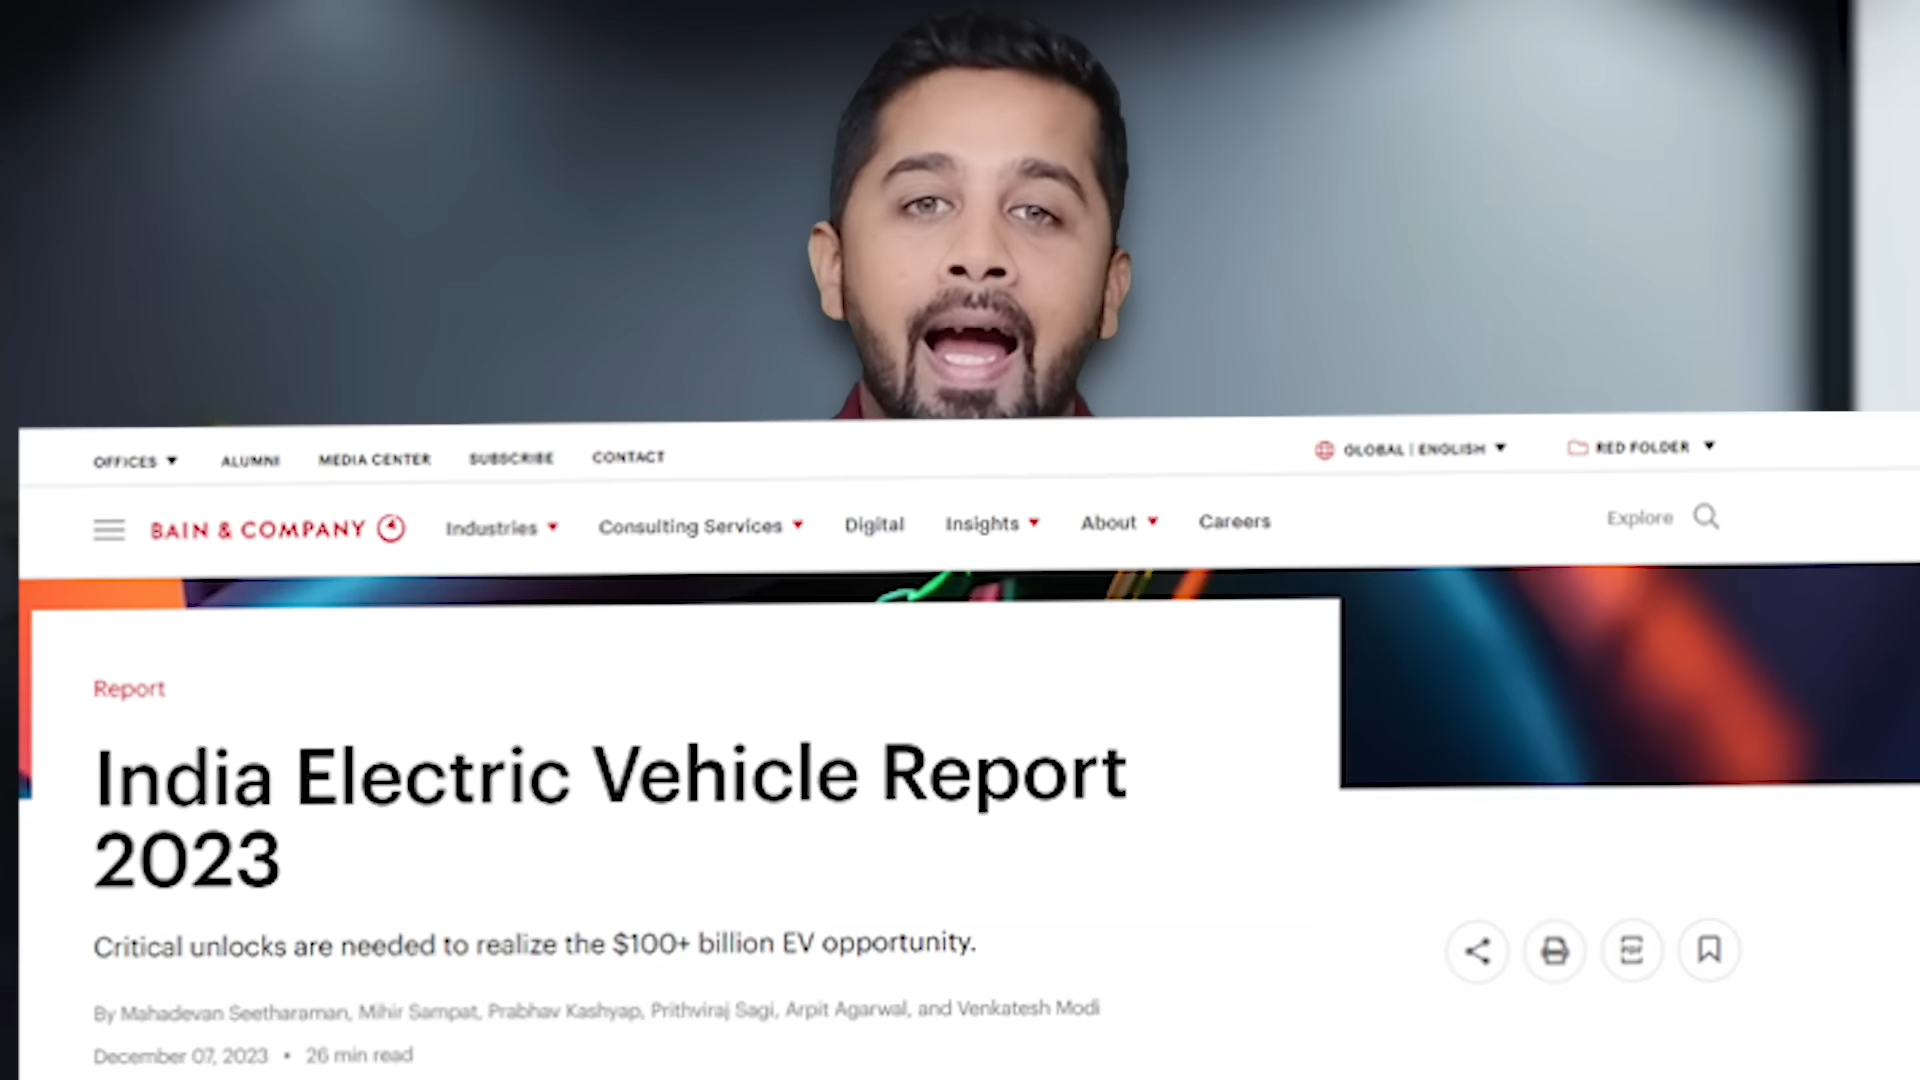 OFFICES ALUMNI MEDIA CENTER SUBSCRIBE CONTACT GLOBAL | ENGLISH RED FOLDER
BAIN & COMPANY Industries Consulting Services Digital Insights About Careers Explore
Report
India Electric Vehicle Report
2023
Critical unlocks are needed to realize the $100+ billion EV opportunity.
PDF
By Mahadevan Seetharaman, Mihir Sampat, Prabhav Kashyap, Prithviraj Sagi, Arpit Agarwal, and Venkatesh Modi
December 07, 2023 • 26 min read